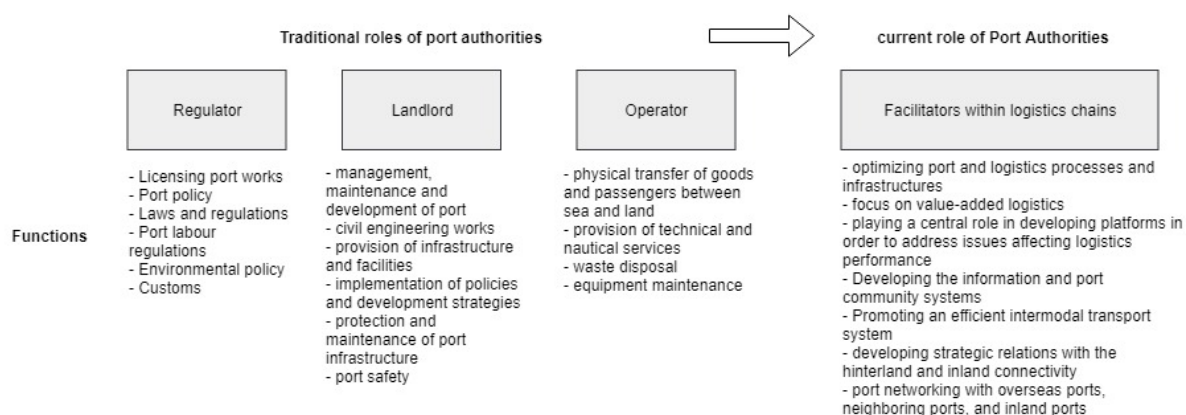 Traditional roles of port authorities
current role of Port Authorities
Regulator
Landlord
Operator
Facilitators within logistics chains
Functions
- Licensing port works
- Port policy
- Laws and regulations
- Port labour
regulations
- Environmental policy
- Customs
- management,
maintenance and
development of port
- civil engineering works
- provision of infrastructure
and facilities
- implementation of policies
and development strategies
- protection and
maintenance of port
infrastructure
- port safety
- physical transfer of goods
and passengers between
sea and land
- provision of technical and
nautical services
- waste disposal
- equipment maintenance
- optimizing port and logistics processes and
infrastructures
- focus on value-added logistics
- playing a central role in developing platforms in
order to address issues affecting logistics
performance
- Developing the information and port
community systems
- Promoting an efficient intermodal transport
system
- developing strategic relations with the
hinterland and inland connectivity
- port networking with overseas ports,
neighboring ports, and inland ports